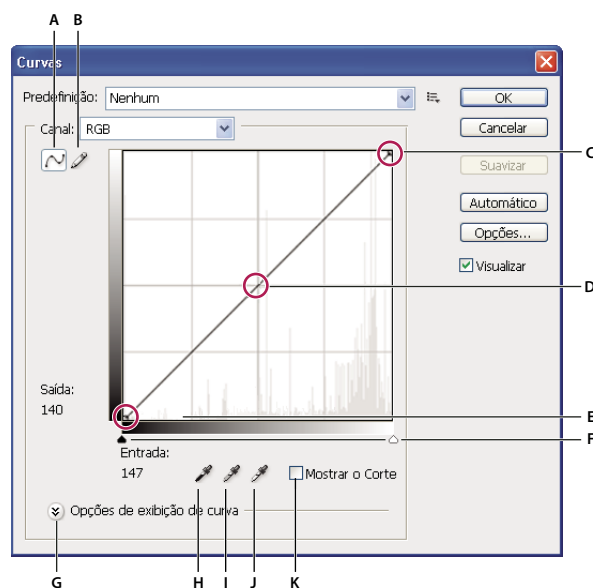 A B
Curvas
Predefinição: Nenhum
OK
Canal: RGB
Cancelar
C
Suavizar
Automático
Opções...
Visualizar
D
Saída:
140
E
F
Entrada:
147
Mostrar o Corte
Opções de exibição de curva
G H I J K